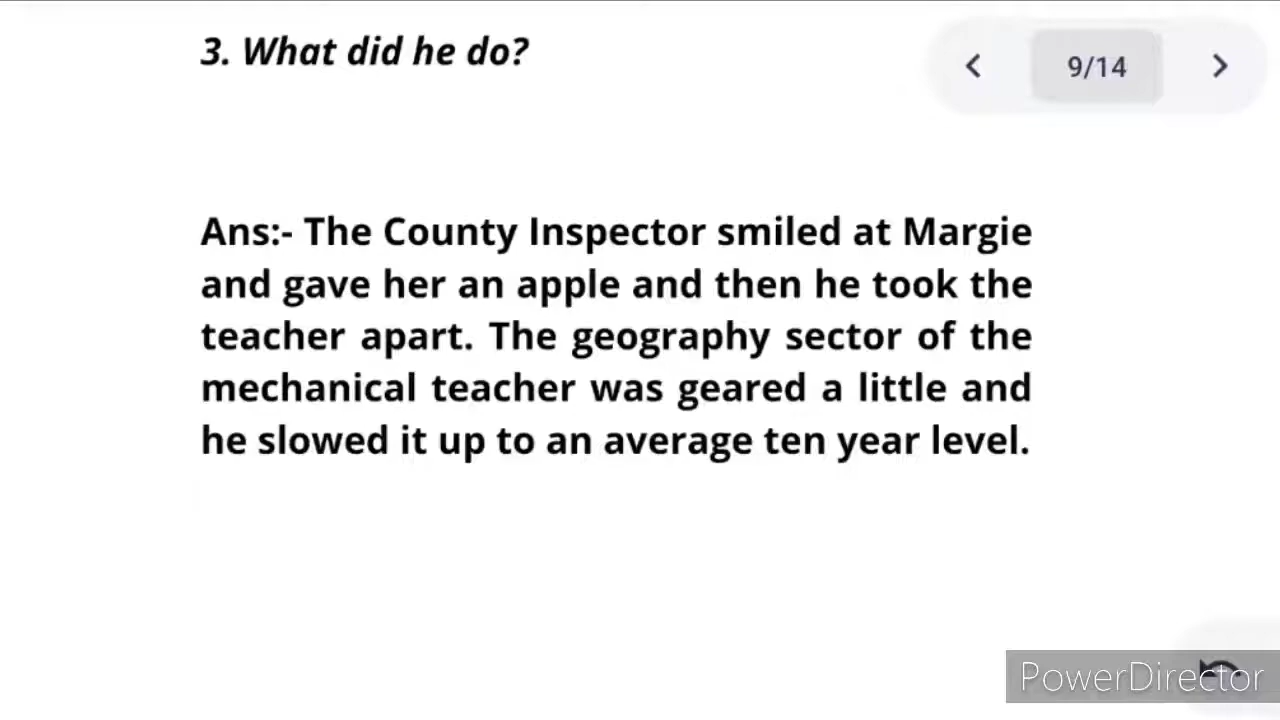 3. What did he do?
9/14
Ans:- The County Inspector smiled at Margie
and gave her an apple and then he took the
teacher apart. The geography sector of the
mechanical teacher was geared a little and
he slowed it up to an average ten year level.
PowerDirector